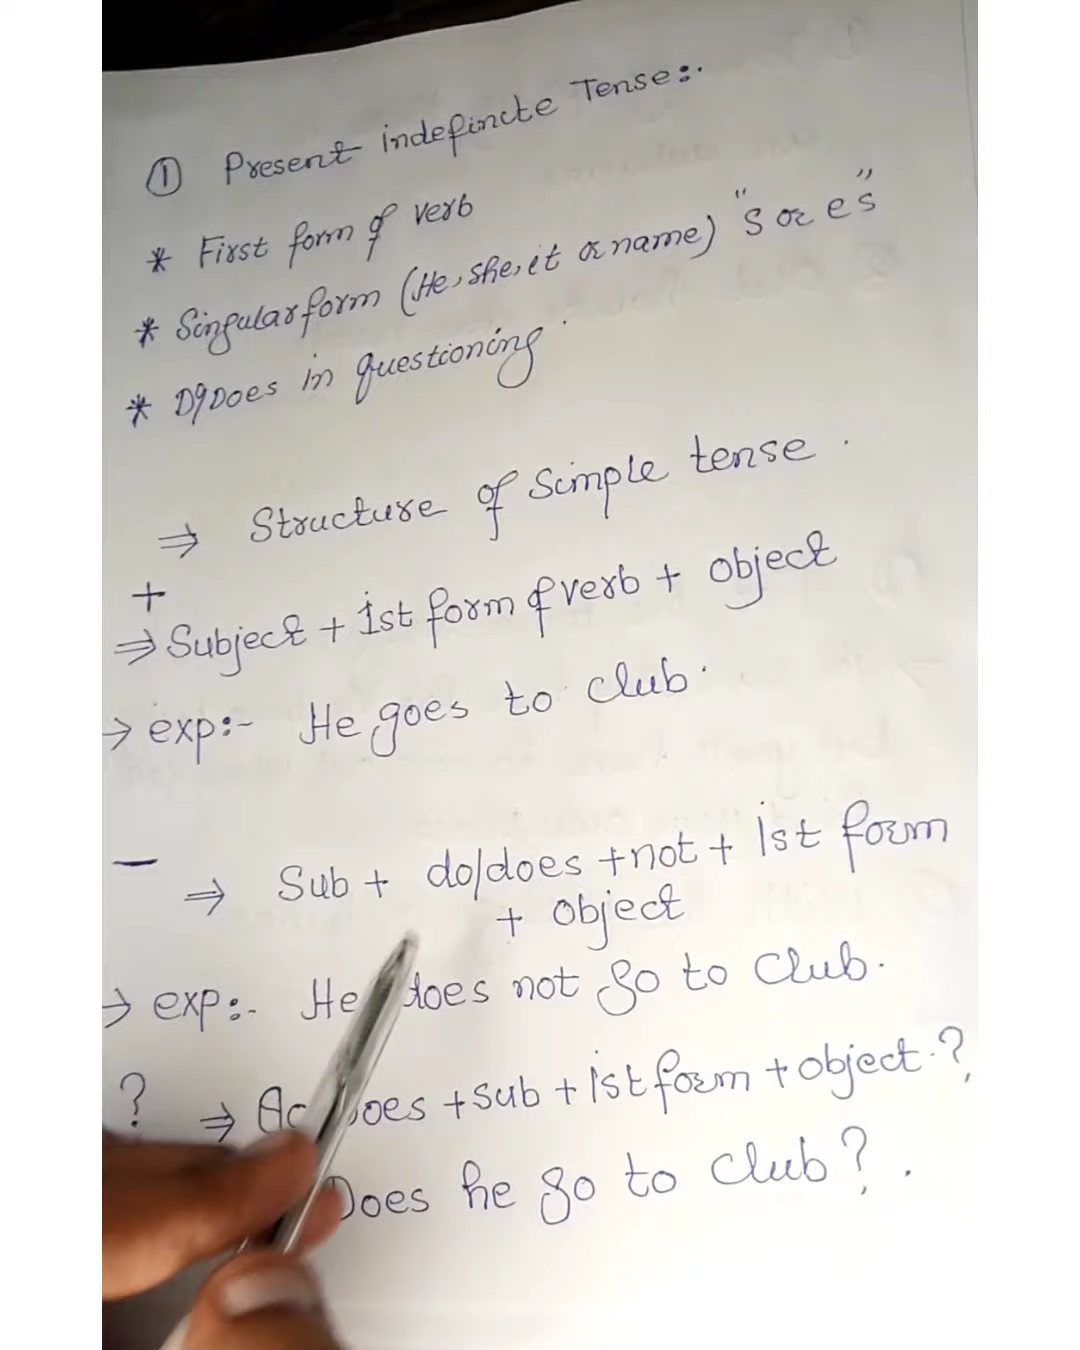 ① Present indefincte Tense:-
* First form of verb
* Singular form (He, she, it or name) "s or es"
* Do/Does in questioning.
⇒ Structure of Simple tense.
+
⇒ Subject + 1st form of verb + object
→ exp:- He goes to club.
—
⇒ Sub + do/does + not + 1st form
+ object
→ exp:- He does not go to club.
? ⇒ + sub + 1st form + object.?
Does he go to club?.